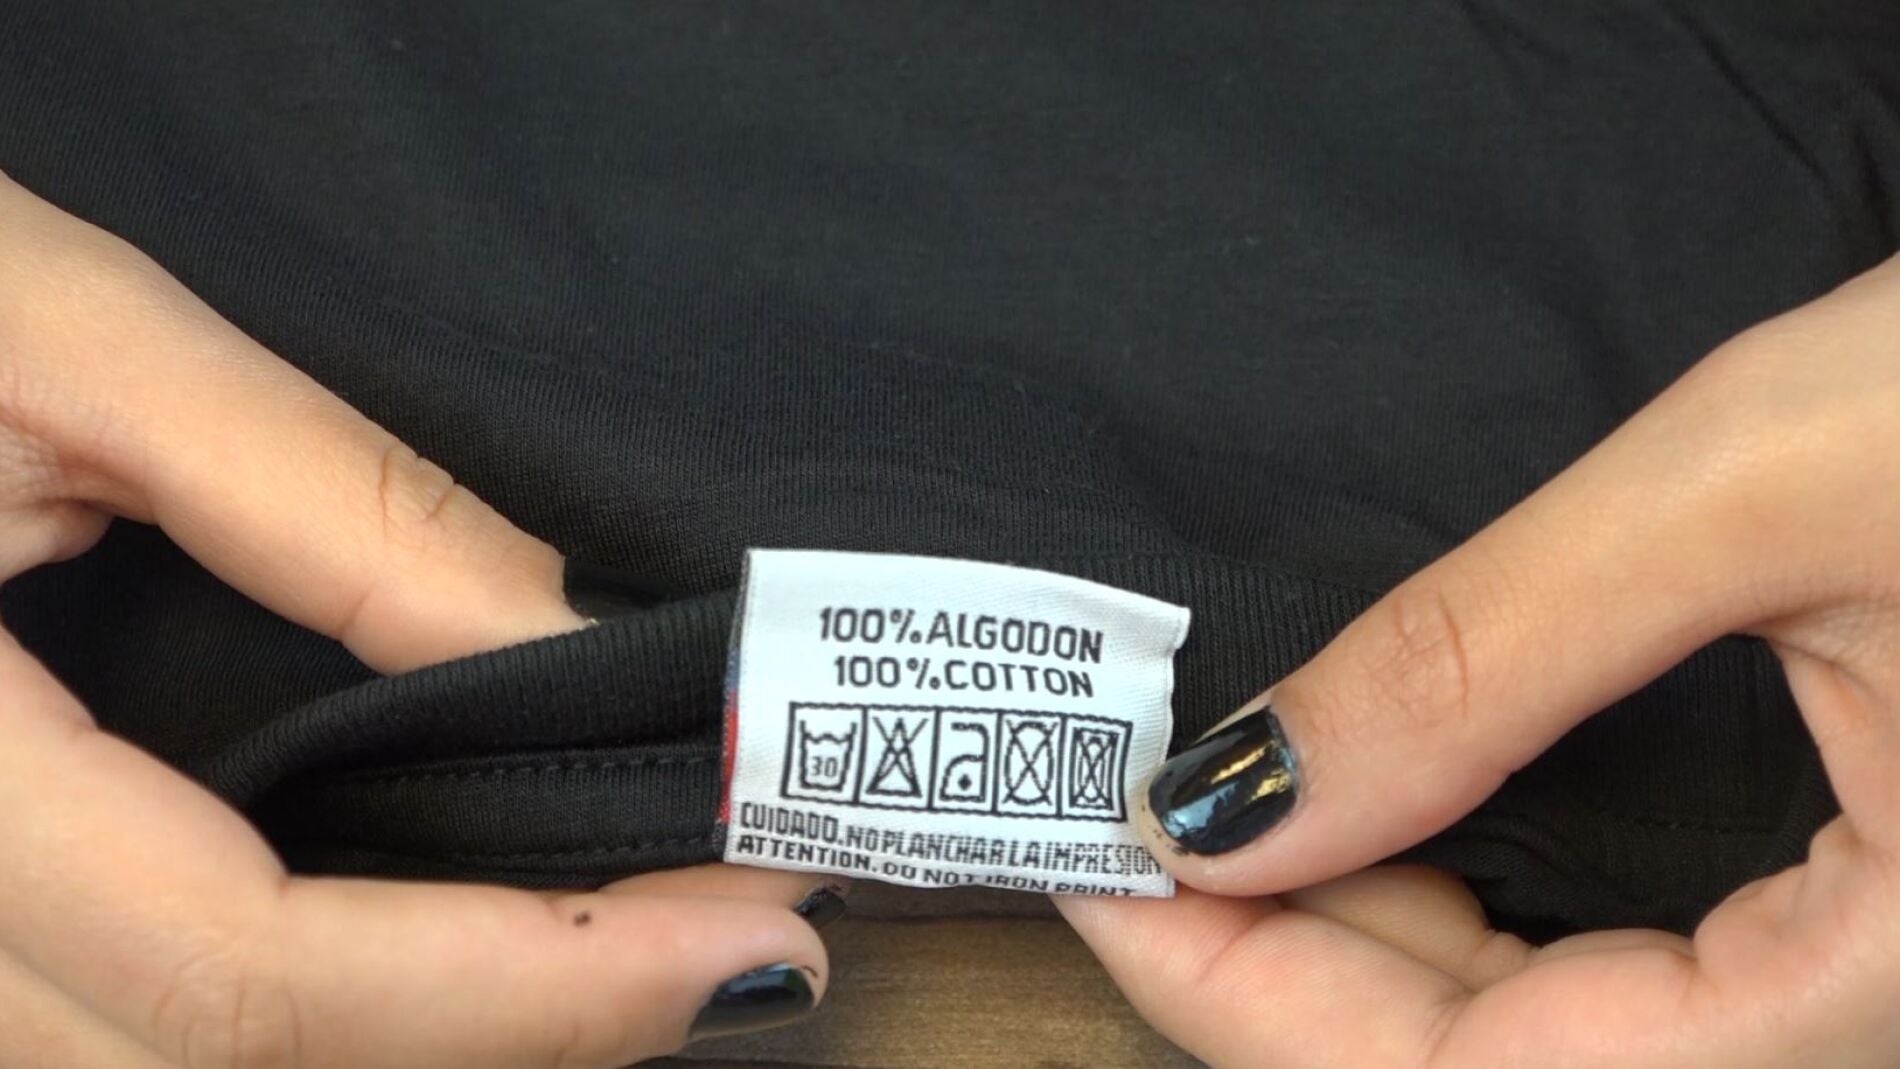 100%ALGODON
100%COTTON
30
CUIDADO.NO PLANCHAR LA IMPRESION
ATTENTION.DO NOT IRON PRINT